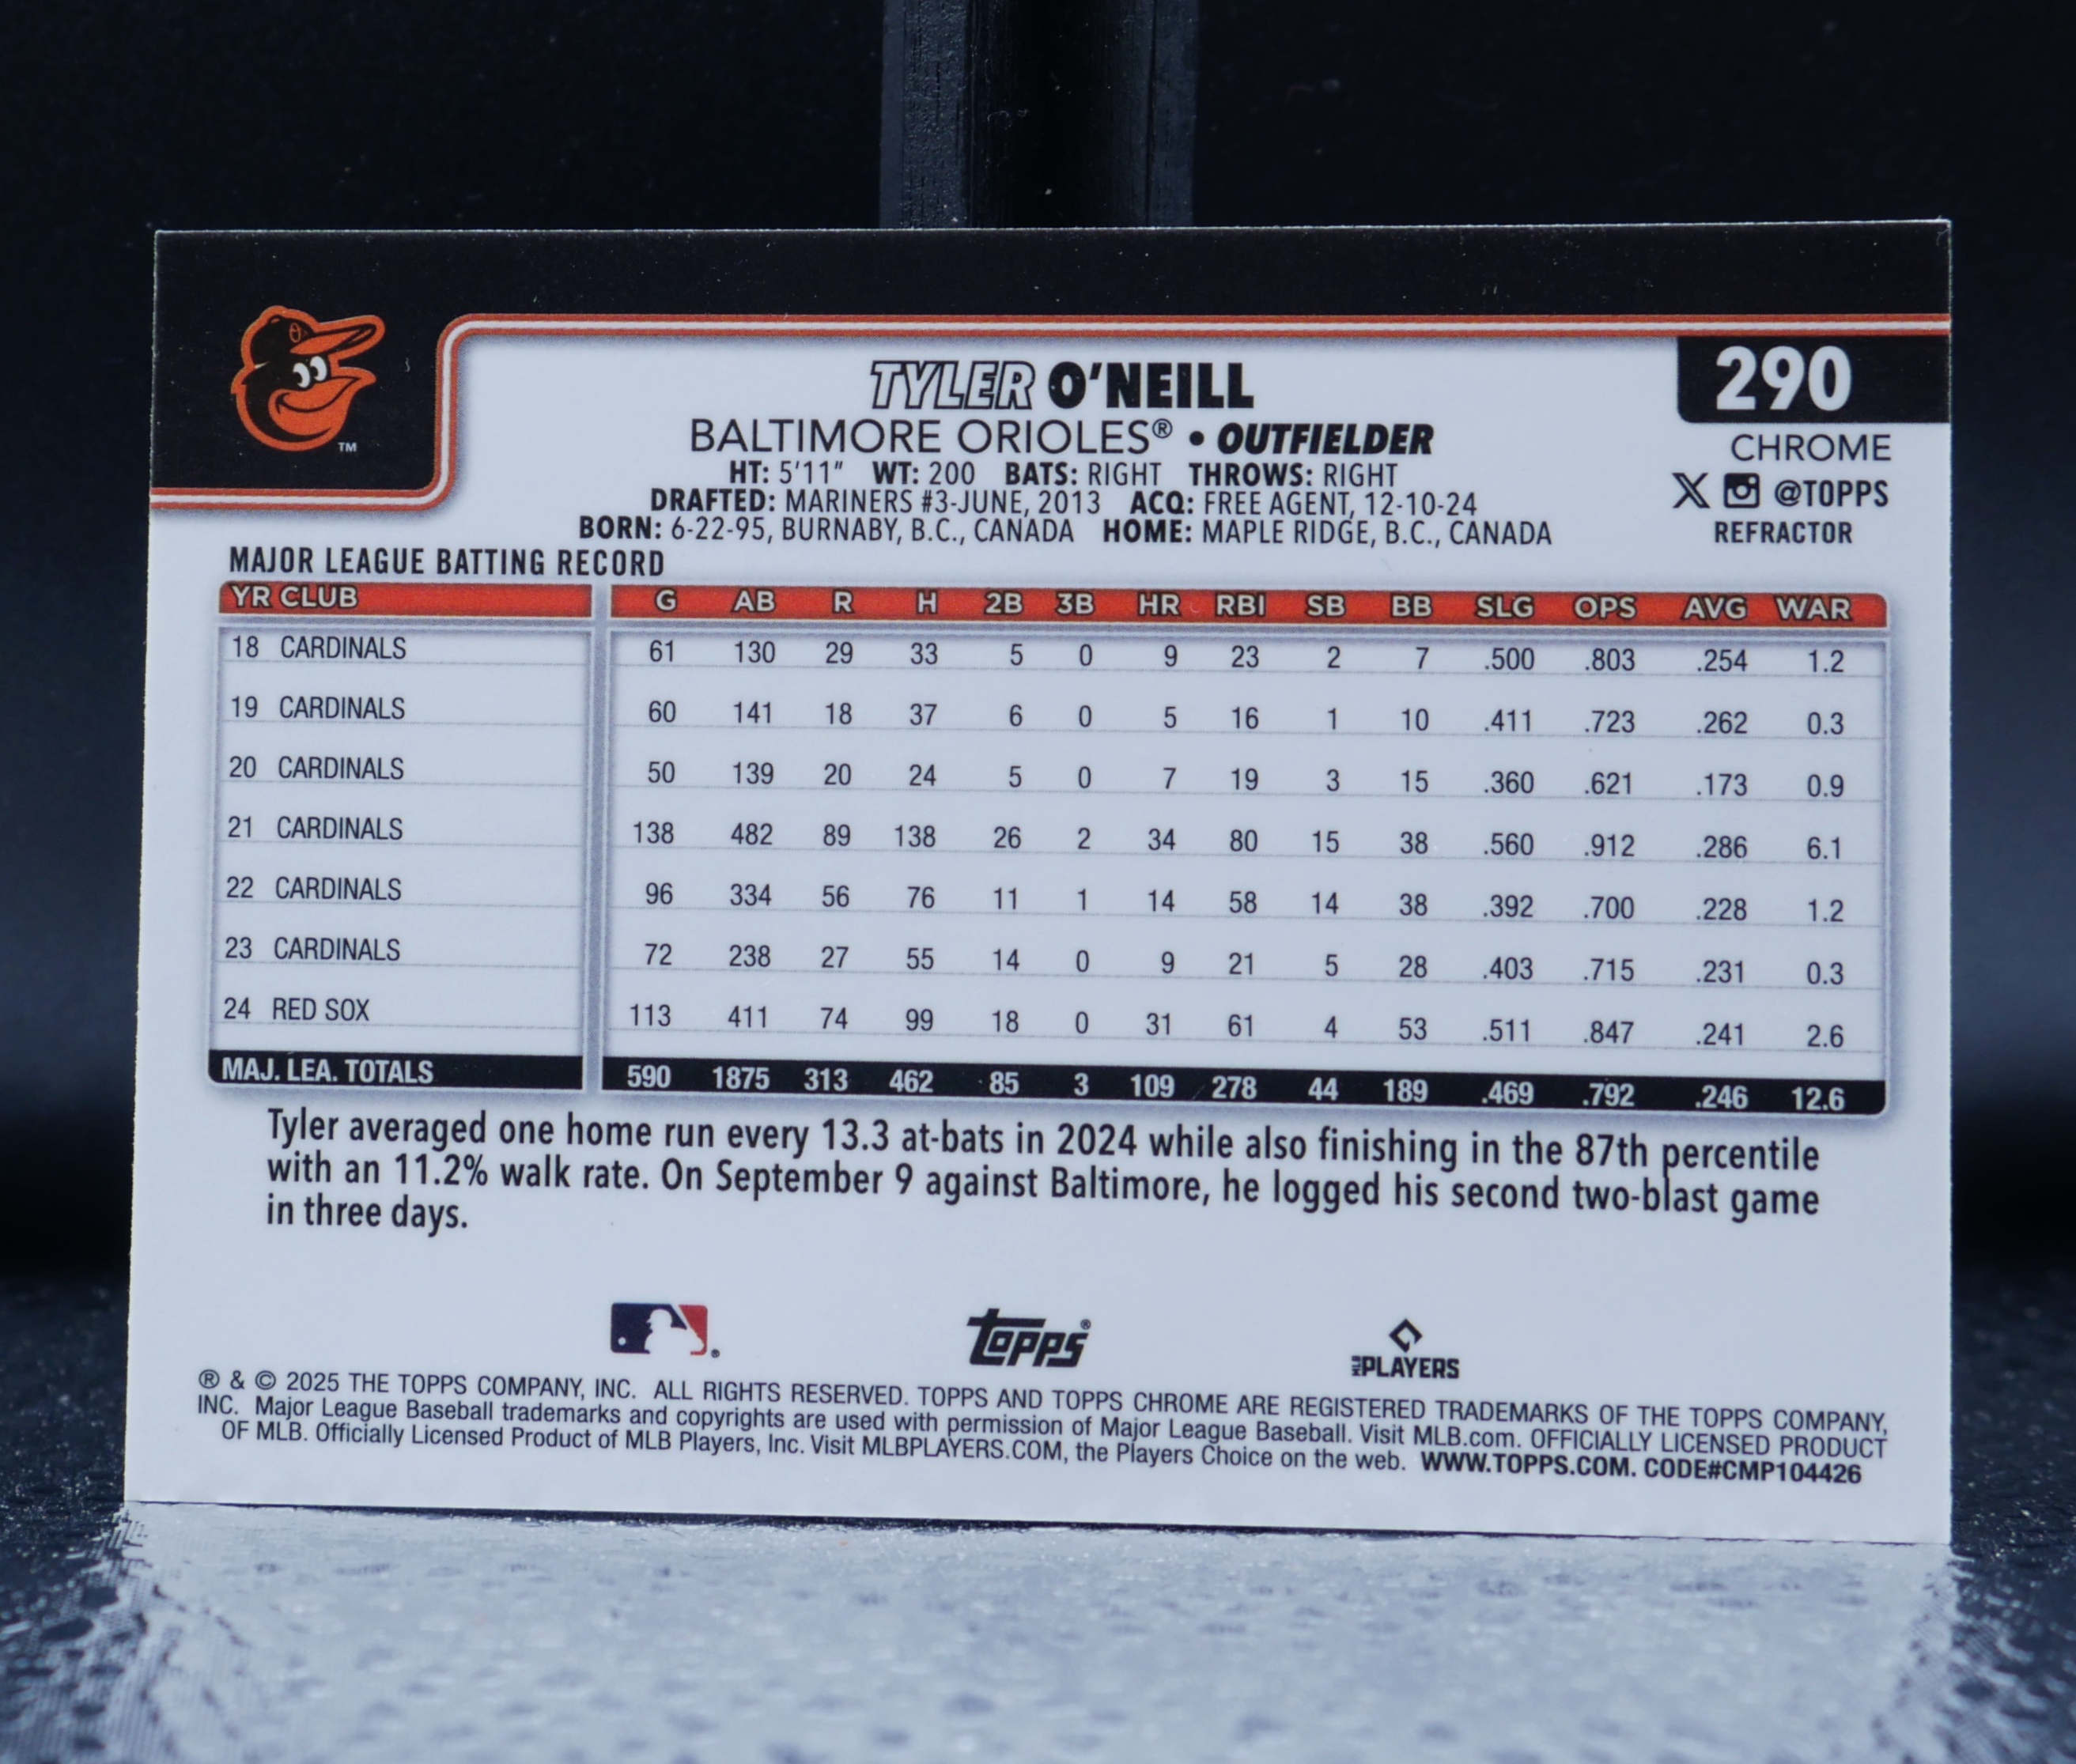 TYLER O'NEILL
290
BALTIMORE ORIOLES® • OUTFIELDER
CHROME
HT: 5'11" WT: 200 BATS: RIGHT THROWS: RIGHT
@TOPPS
DRAFTED: MARINERS #3-JUNE, 2013 ACQ: FREE AGENT, 12-10-24
REFRACTOR
BORN: 6-22-95, BURNABY, B.C., CANADA HOME: MAPLE RIDGE, B.C., CANADA
TM
MAJOR LEAGUE BATTING RECORD
YR CLUB G AB R H 2B 3B HR RBI SB BB SLG OPS AVG WAR
18 CARDINALS 61 130 29 33 5 0 9 23 2 7 .500 .803 .254 1.2
19 CARDINALS 60 141 18 37 6 0 5 16 1 10 .411 .723 .262 0.3
20 CARDINALS 50 139 20 24 5 0 7 19 3 15 .360 .621 .173 0.9
21 CARDINALS 138 482 89 138 26 2 34 80 15 38 .560 .912 .286 6.1
22 CARDINALS 96 334 56 76 11 1 14 58 14 38 .392 .700 .228 1.2
23 CARDINALS 72 238 27 55 14 0 9 21 5 28 .403 .715 .231 0.3
24 RED SOX 113 411 74 99 18 0 31 61 4 53 .511 .847 .241 2.6
MAJ. LEA. TOTALS 590 1875 313 462 85 3 109 278 44 189 .469 .792 .246 12.6
Tyler averaged one home run every 13.3 at-bats in 2024 while also finishing in the 87th percentile
with an 11.2% walk rate. On September 9 against Baltimore, he logged his second two-blast game
in three days.
topps®
MLB PLAYERS
® & © 2025 THE TOPPS COMPANY, INC. ALL RIGHTS RESERVED. TOPPS AND TOPPS CHROME ARE REGISTERED TRADEMARKS OF THE TOPPS COMPANY,
INC. Major League Baseball trademarks and copyrights are used with permission of Major League Baseball. Visit MLB.com. OFFICIALLY LICENSED PRODUCT
OF MLB. Officially Licensed Product of MLB Players, Inc. Visit MLBPLAYERS.COM, the Players Choice on the web. WWW.TOPPS.COM. CODE#CMP104426